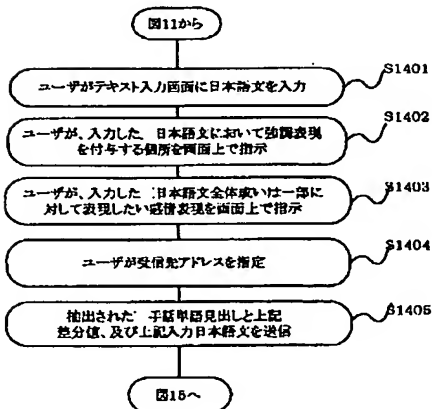 図11から
ユーザがテキスト入力画面に日本語文を入力
S1401
ユーザが、入力した 日本語文において強調表現
を付与する個所を画面上で指示
S1402
ユーザが、入力した 日本語文全体或いは一部に
対して表現したい感情表現を画面上で指示
S1403
ユーザが受信先アドレスを指定
S1404
抽出された 手話単語見出しと上記
差分値、及び上記入力日本語文を送信
S1405
図15へ